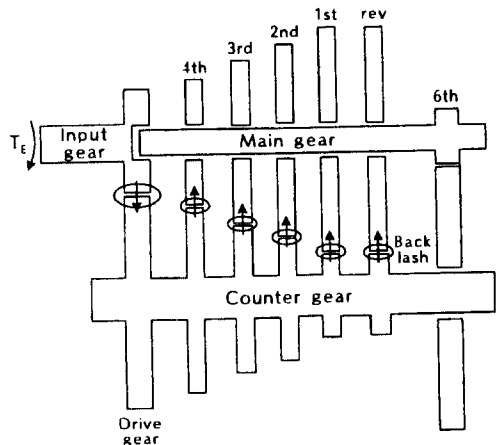 1st
rev
2nd
3rd
4th
6th
T_E
Input
gear
Main gear
Back
lash
Counter gear
Drive
gear